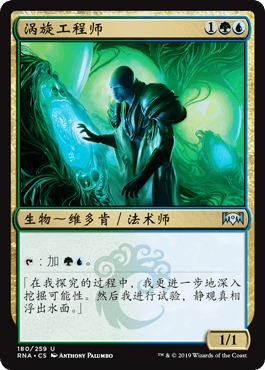 涡旋工程师 1
生物～维多肯／法术师
：加。
「在我探究的过程中，我更进一步地深入
挖掘可能性。然后我进行试验，静观真相
浮出水面。」
1/1
180/259 U
RNA • CS Anthony Palumbo
™ & © 2019 Wizards of the Coast